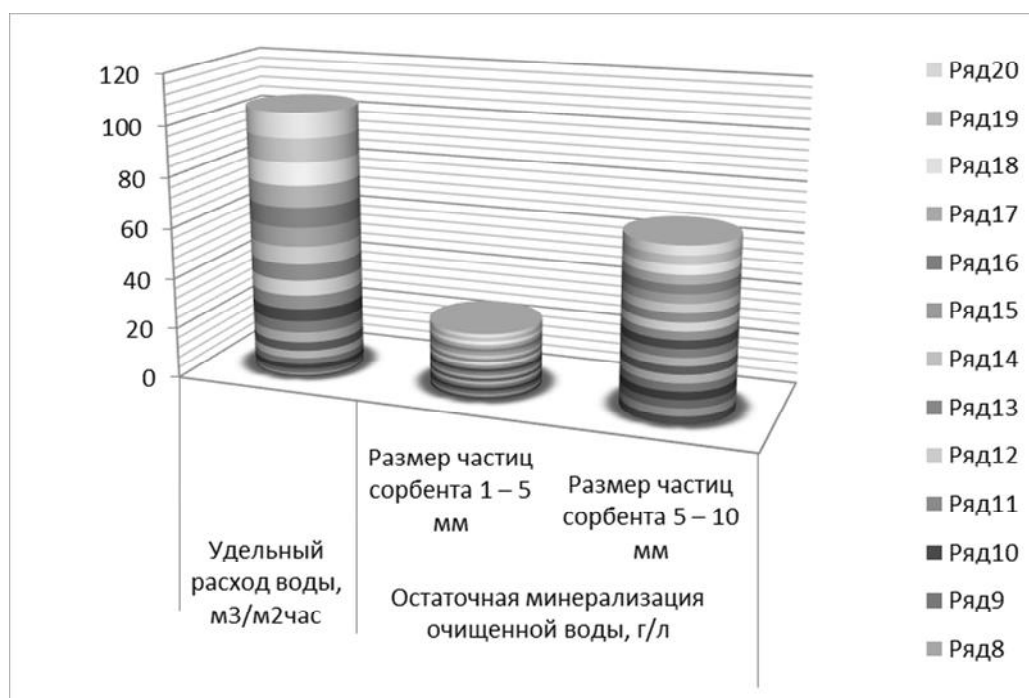 120
100
80
60
40
20
0
Размер частиц
сорбента 1 – 5
мм
Размер частиц
сорбента 5 – 10
мм
Удельный
расход воды,
м3/м2час
Остаточная минерализация
очищенной воды, г/л
Ряд20
Ряд19
Ряд18
Ряд17
Ряд16
Ряд15
Ряд14
Ряд13
Ряд12
Ряд11
Ряд10
Ряд9
Ряд8